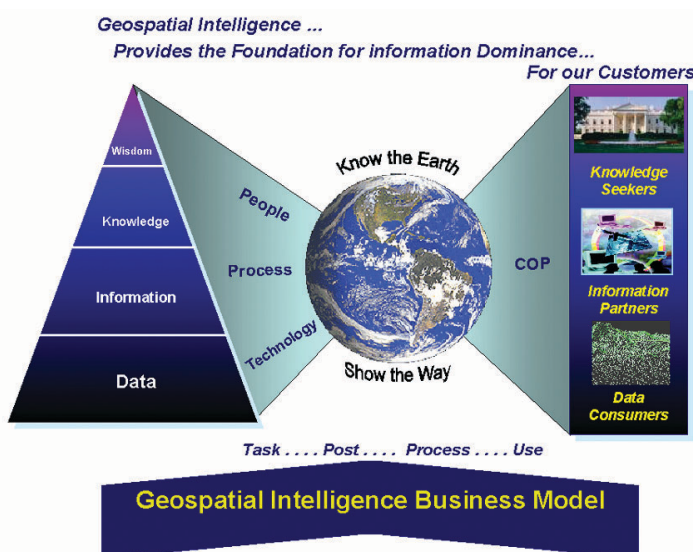 Geospatial Intelligence ...
Provides the Foundation for information Dominance...
For our Customers
Wisdom
Knowledge
Information
Data
People
Process
Technology
Know the Earth
Show the Way
COP
Knowledge
Seekers
Information
Partners
Data
Consumers
Task . . . . Post . . . . Process . . . . Use
Geospatial Intelligence Business Model